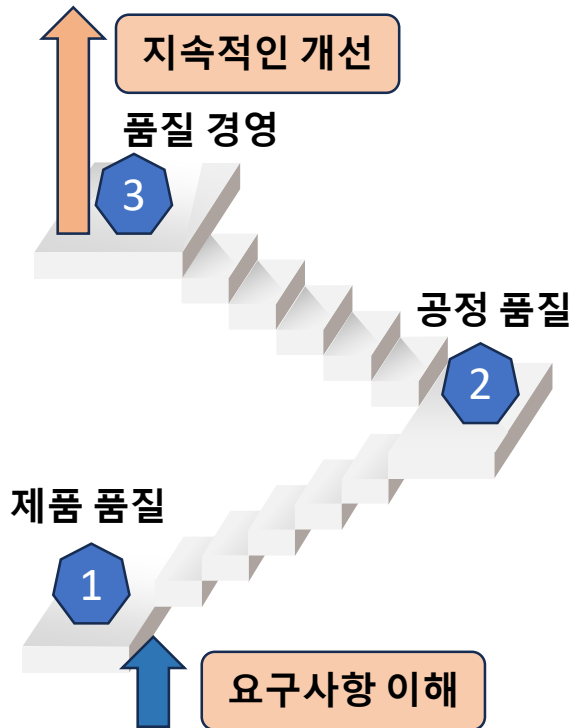 지속적인 개선
품질 경영
3
공정 품질
2
제품 품질
1
요구사항 이해